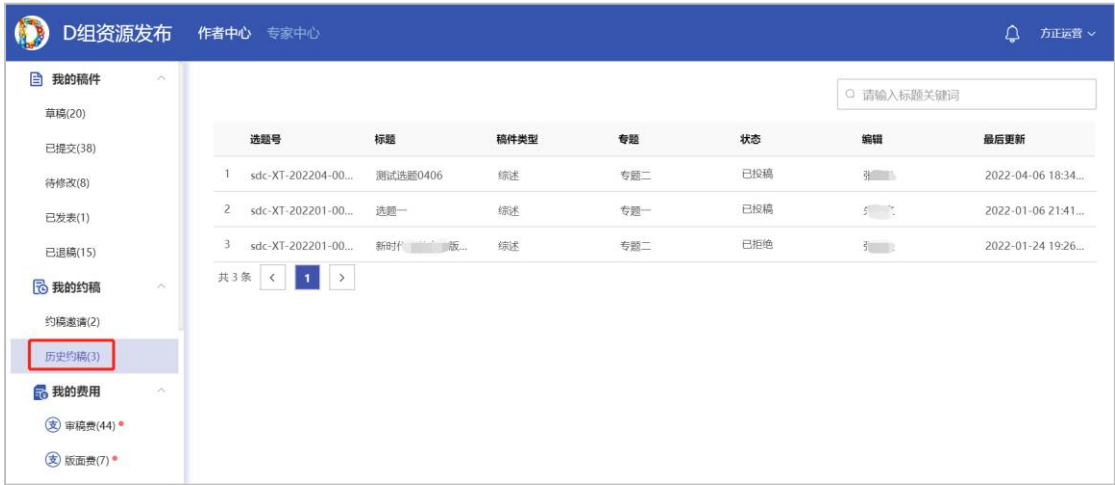 D组资源发布 作者中心 专家中心 方正运营
我的稿件
草稿(20)
已提交(38)
待修改(8)
已发表(1)
已退稿(15)
我的约稿
约稿邀请(2)
历史约稿(3)
我的费用
审稿费(44)
版面费(7)
请输入标题关键词
选题号 标题 稿件类型 专题 状态 编辑 最后更新
1 sdc-XT-202204-00... 测试选题0406 综述 专题二 已投稿 张 2022-04-06 18:34...
2 sdc-XT-202201-00... 选题一 综述 专题一 已投稿 2022-01-06 21:41...
3 sdc-XT-202201-00... 新时 版... 综述 专题二 已拒绝 2022-01-24 19:26...
共 3 条 < 1 >